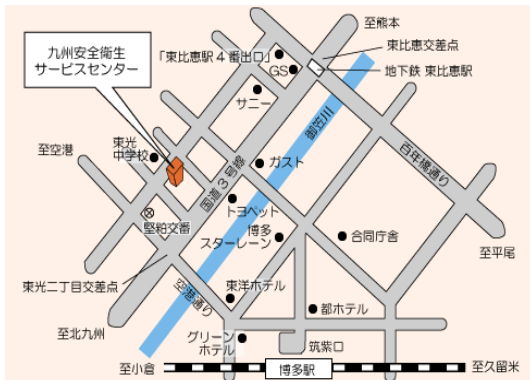 至熊本
九州安全衛生
サービスセンター
「東比恵駅4番出口」
東比恵交差点
GS
地下鉄 東比恵駅
サニー
御笠川
百年橋通り
東光
中学校
至空港
国道3号線
ガスト
トヨペット
堅粕交番
博多
スターレーン
合同庁舎
至平尾
東光二丁目交差点
空港通り
東洋ホテル
都ホテル
至北九州
グリーン
ホテル
筑紫口
至小倉
博多駅
至久留米